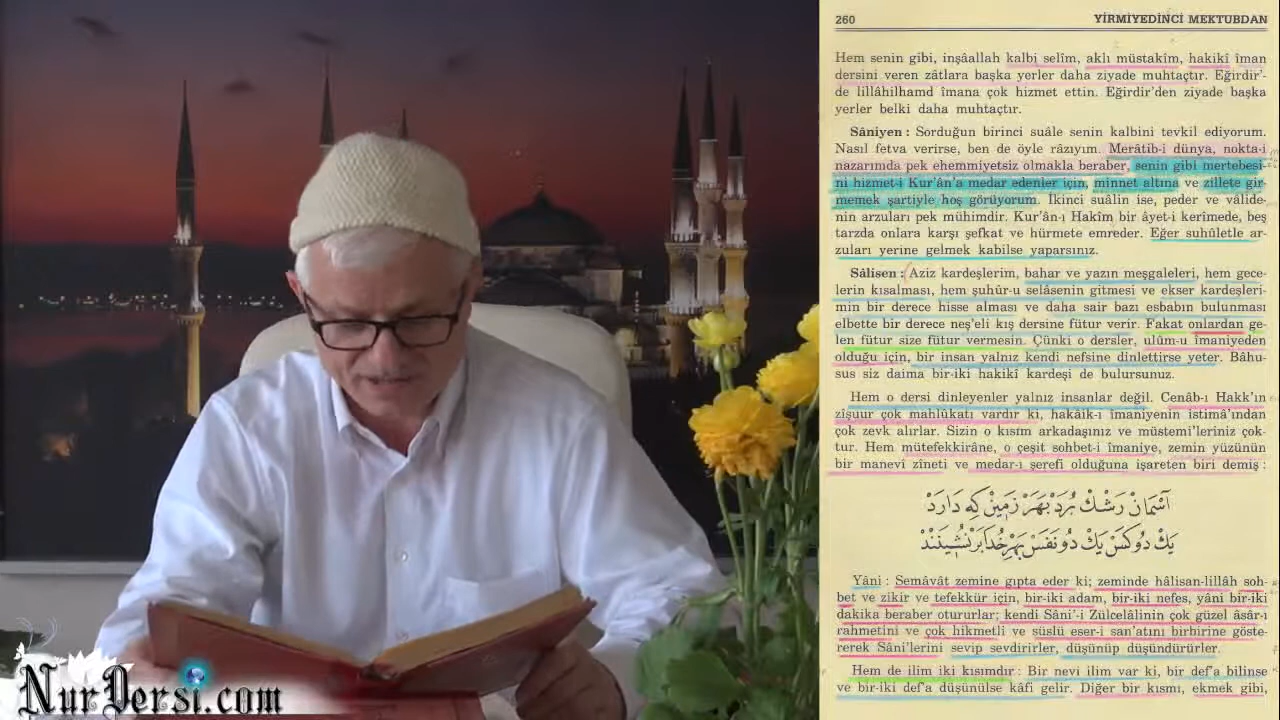 260 YİRMİYEDİNCİ MEKTUBDAN
Hem senin gibi, inşâallah kalbi selîm, aklı müstakîm, hakikî îman
dersini veren zâtlara başka yerler daha ziyade muhtaçtır. Eğirdir'-
de lillâhilhamd îmana çok hizmet ettin. Eğirdir'den ziyade başka
yerler belki daha muhtaçtır.
Sâniyen : Sorduğun birinci suâle senin kalbini tevkil ediyorum.
Nasıl fetva verirse, ben de öyle râzıyım. Merâtib-i dünya, nokta-i
nazarımda pek ehemmiyetsiz olmakla beraber, senin gibi mertebesi-
ni hizmet-i Kur'ân'a medar edenler için, minnet altına ve zillete gir-
memek şartiyle hoş görüyorum. İkinci suâlin ise, peder ve vâlide-
nin arzuları pek mühimdir. Kur'ân-ı Hakîm bir âyet-i kerîmede, beş
tarzda onlara karşı şefkat ve hürmete emreder. Eğer suhûletle ar-
zuları yerine gelmek kabilse yaparsınız.
Sâlisen : Aziz kardeşlerim, bahar ve yazın meşgaleleri, hem gece-
lerin kısalması, hem şuhûr-u selâsenin gitmesi ve ekser kardeşleri-
min bir derece hisse alması ve daha sair bazı esbabın bulunması
elbette bir derece neş'eli kış dersine fütur verir. Fakat onlardan ge-
len fütur size fütur vermesin. Çünki o dersler, ulûm-u îmaniyeden
olduğu için, bir insan yalnız kendi nefsine dinlettirse yeter. Bâhu-
sus siz daima bir-iki hakikî kardeşi de bulursunuz.
Hem o dersi dinleyenler yalnız insanlar değil. Cenâb-ı Hakk'ın
zîşuur çok mahlûkatı vardır ki, hakâik-ı îmaniyenin istimâ'ından
çok zevk alırlar. Sizin o kısım arkadaşınız ve müstemi'leriniz çok-
tur. Hem mütefekkirâne, o çeşit sohbet-i îmaniye, zemin yüzünün
bir manevî zîneti ve medar-ı şerefi olduğuna işareten biri demiş :
آسْمَانْ رَشْكْ بُرَدْ بَهْرَ زَمِينْ كِه دَارَدْ
يَكْ دُوكَسْ يَكْ دُو نَفَسْ بَهْرِ خُدَا بَرْ نِشِينَنْدْ
Yâni : Semâvât zemine gıpta eder ki; zeminde hâlisan-lillâh soh-
bet ve zikir ve tefekkür için, bir-iki adam, bir-iki nefes, yâni bir-iki
dakika beraber otururlar; kendi Sâni'-i Zülcelâlinin çok güzel âsâr-ı
rahmetini ve çok hikmetli ve süslü eser-i san'atını birbirine göste-
rerek Sâni'lerini sevip sevdirirler, düşünüp düşündürürler.
Hem de ilim iki kısımdır : Bir nevi ilim var ki, bir def'a bilinse
ve bir-iki def'a düşünülse kâfi gelir. Diğer bir kısmı, ekmek gibi,
NurDersi.com